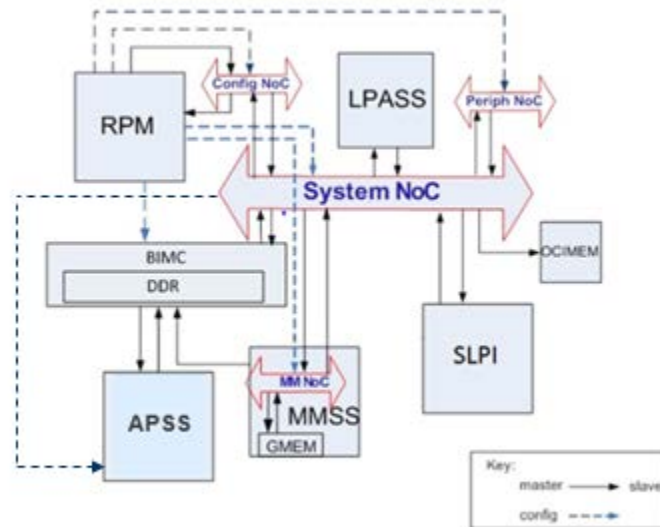 Config NoC
LPASS
Periph NoC
RPM
System NoC
BIMC
DDR
OCIMEM
SLPI
MM NoC
APSS
MMSS
GMEM
Key:
master
slave
config